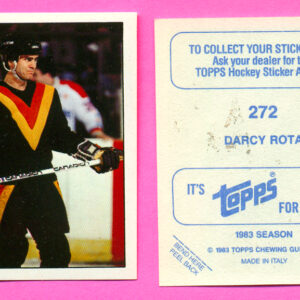 CANADIAN
TO COLLECT YOUR STICK
Ask your dealer for t
TOPPS Hockey Sticker A
272
DARCY ROTA
IT'S topps FOR
1983 SEASON
BEND HERE
PEEL BACK
© 1983 TOPPS CHEWING GU
MADE IN ITALY